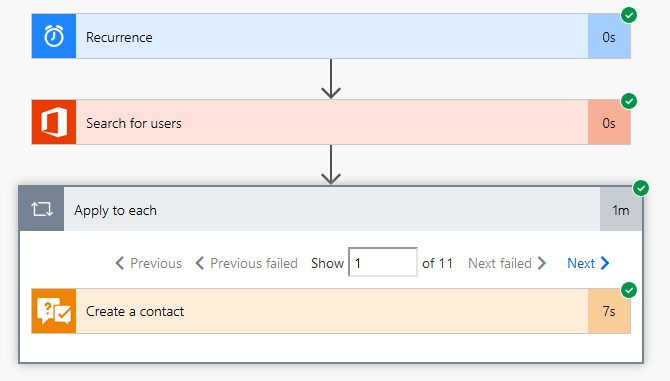 Recurrence 0s
Search for users 0s
Apply to each 1m
Previous Previous failed Show 1 of 11 Next failed Next
Create a contact 7s